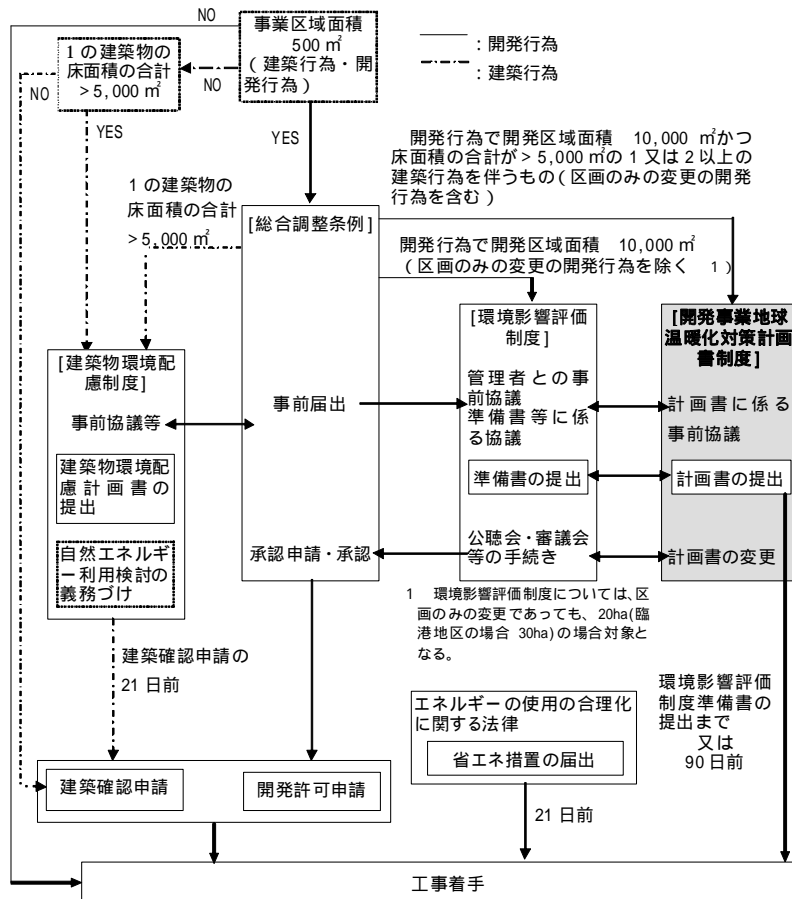 NO
事業区域面積
500 ㎡
(建築行為・開
発行為)
1 の建築物の
床面積の合計
> 5,000 ㎡
NO
NO
YES
YES
: 開発行為
: 建築行為
開発行為で開発区域面積　10,000 ㎡かつ
床面積の合計が > 5,000 ㎡の 1 又は 2 以上の
建築行為を伴うもの(区画のみの変更の開発
行為を含む)
1 の建築物の
床面積の合計
> 5,000 ㎡
[総合調整条例]
事前届出
承認申請・承認
開発行為で開発区域面積　10,000 ㎡
(区画のみの変更の開発行為を除く　1)
[環境影響評価
制度]
管理者との事
前協議
準備書等に係
る協議
準備書の提出
公聴会・審議会
等の手続き
[開発事業地球
温暖化対策計画
書制度]
計画書に係る
事前協議
計画書の提出
計画書の変更
[建築物環境配
慮制度]
事前協議等
建築物環境配
慮計画書の
提出
自然エネルギ
ー利用検討の
義務づけ
1　環境影響評価制度については、区
画のみの変更であっても、20ha(臨
港地区の場合 30ha)の場合対象と
なる。
建築確認申請の
21 日前
エネルギーの使用の合理化
に関する法律
省エネ措置の届出
21 日前
環境影響評価
制度準備書の
提出まで
又は
90 日前
建築確認申請
開発許可申請
工事着手